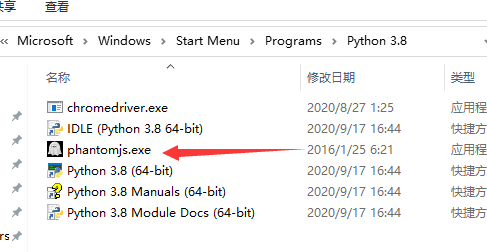 共享 查看
Microsoft > Windows > Start Menu > Programs > Python 3.8
名称 修改日期 类型
chromedriver.exe 2020/8/27 1:25 应用程
IDLE (Python 3.8 64-bit) 2020/9/17 16:44 快捷方
phantomjs.exe 2016/1/25 6:21 应用程
Python 3.8 (64-bit) 2020/9/17 16:44 快捷方
Python 3.8 Manuals (64-bit) 2020/9/17 16:44 快捷方
Python 3.8 Module Docs (64-bit) 2020/9/17 16:44 快捷方